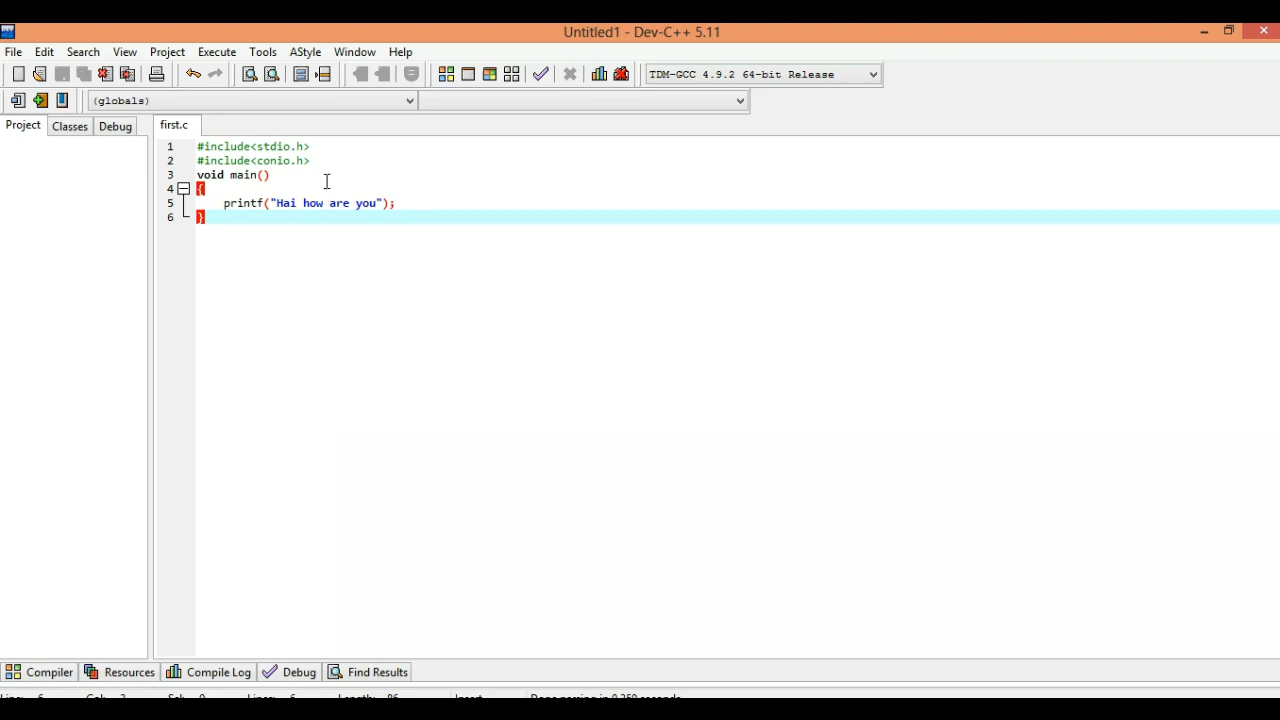 Untitled1 - Dev-C++ 5.11
File Edit Search View Project Execute Tools AStyle Window Help
TDM-GCC 4.9.2 64-bit Release
(globals)
Project Classes Debug first.c
1 #include<stdio.h>
2 #include<conio.h>
3 void main()
4 {
5 printf("Hai how are you");
6 }
Compiler Resources Compile Log Debug Find Results